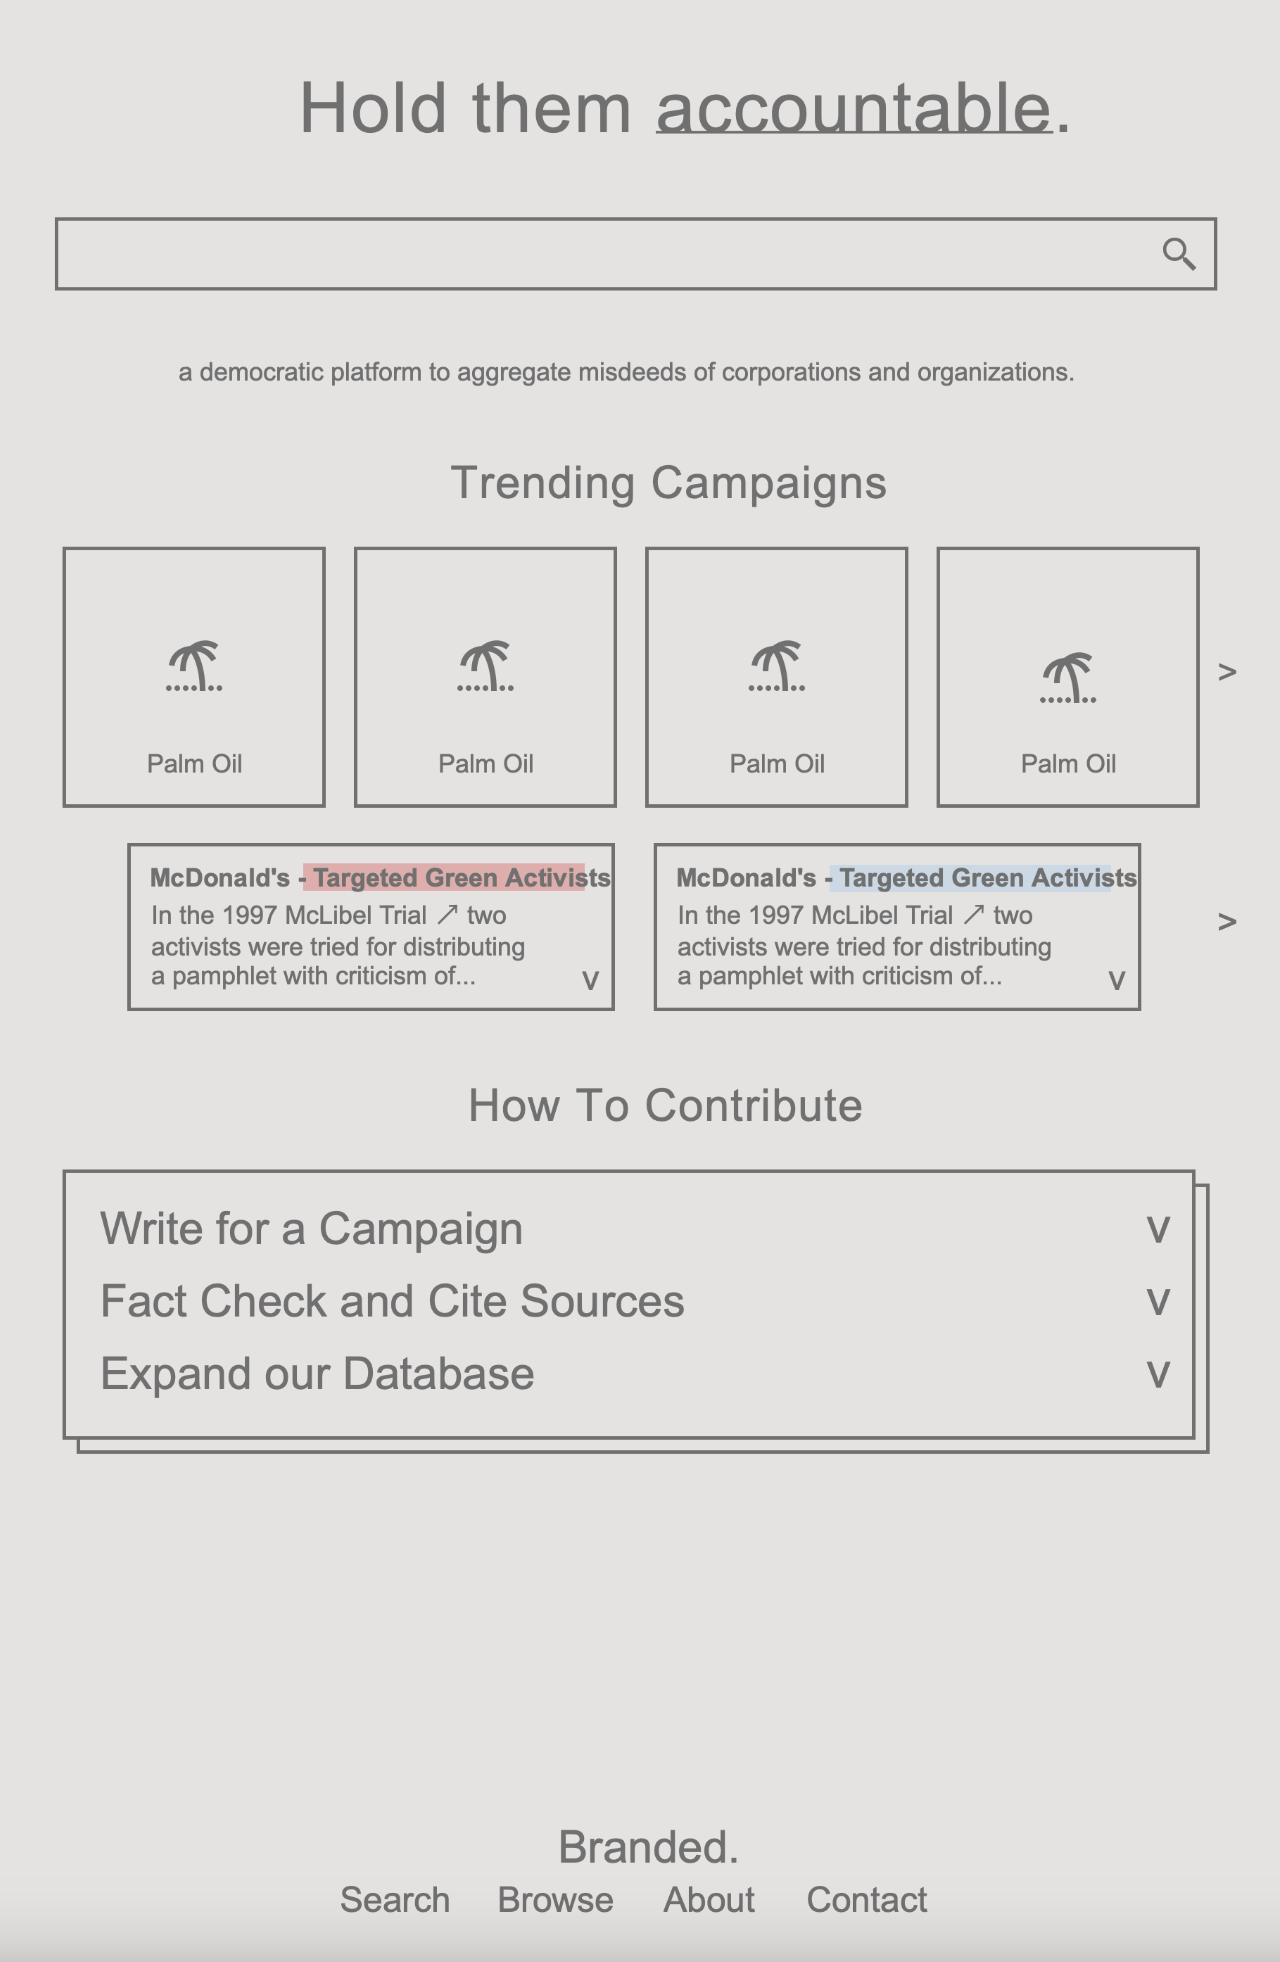 Hold them accountable.
a democratic platform to aggregate misdeeds of corporations and organizations.
Trending Campaigns
Palm Oil
Palm Oil
Palm Oil
Palm Oil
>
McDonald's - Targeted Green Activists
In the 1997 McLibel Trial ↗ two
activists were tried for distributing
a pamphlet with criticism of...
V
McDonald's - Targeted Green Activists
In the 1997 McLibel Trial ↗ two
activists were tried for distributing
a pamphlet with criticism of...
V
>
How To Contribute
Write for a Campaign V
Fact Check and Cite Sources V
Expand our Database V
Branded.
Search Browse About Contact